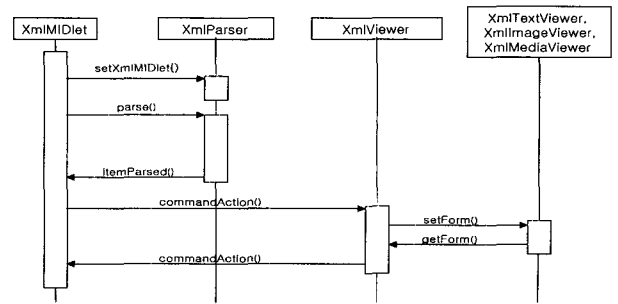 XmlMIDlet
XmlParser
XmlViewer
XmlTextViewer,
XmlImageViewer,
XmlMediaViewer
setXmlMIDlet()
parse()
itemParsed()
commandAction()
setForm()
getForm()
commandAction()